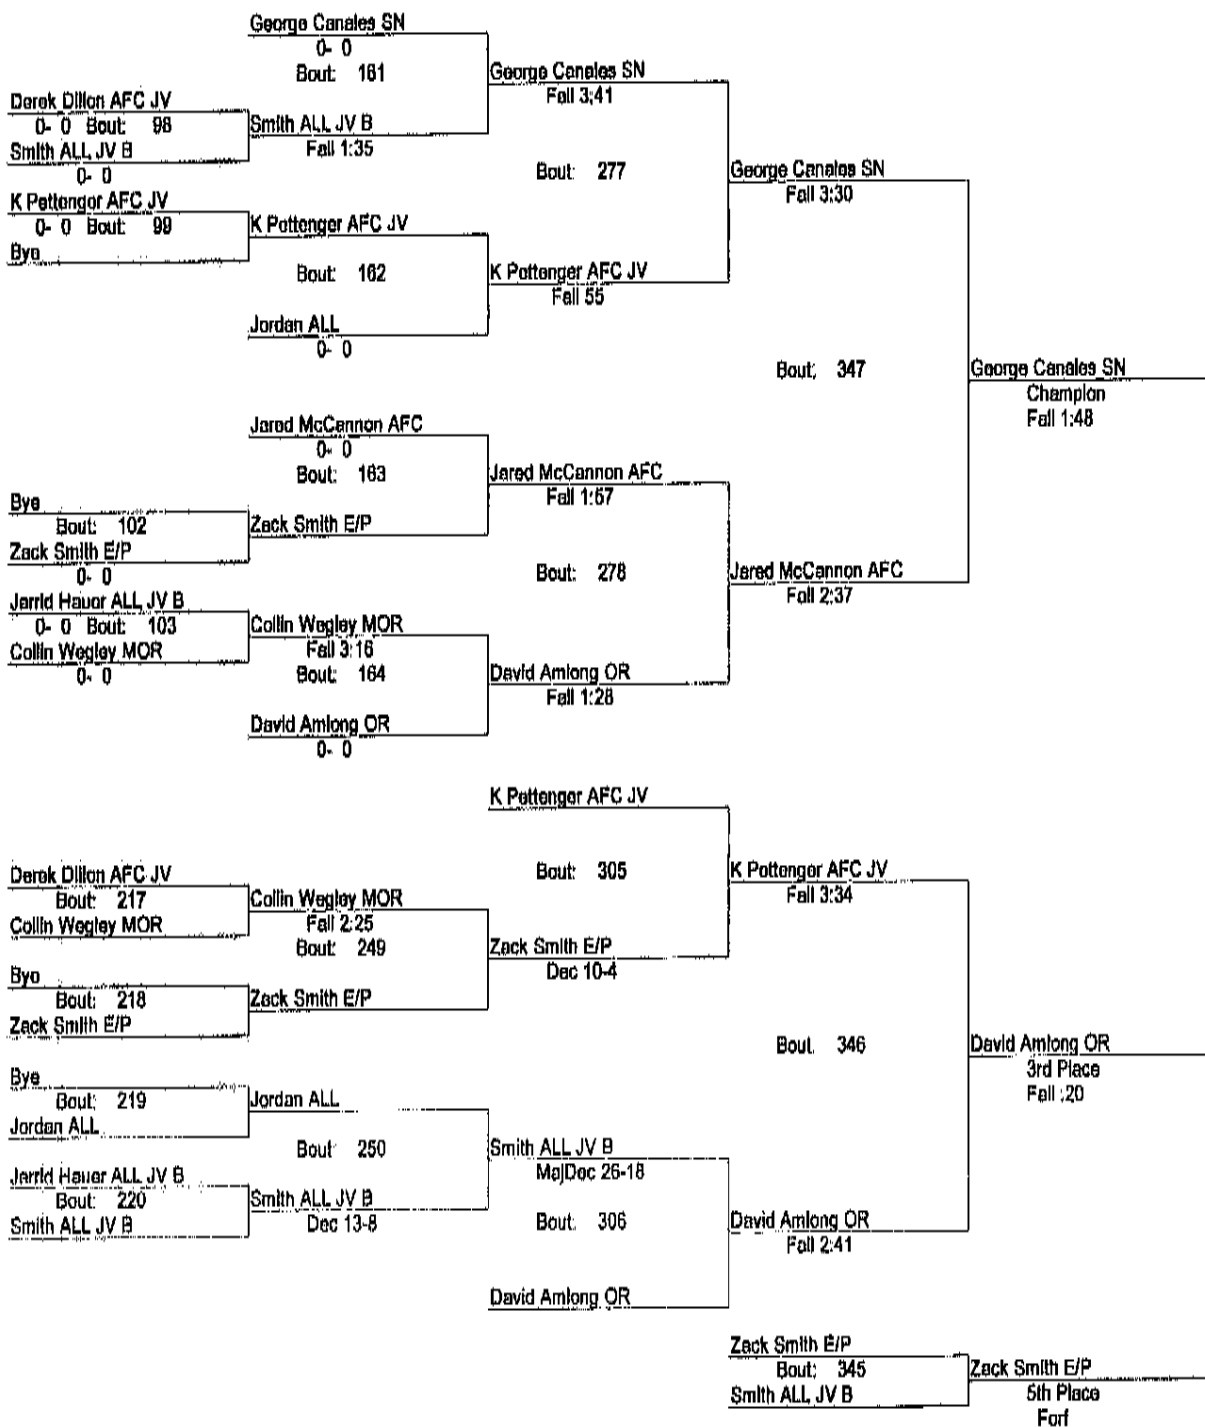 George Canales SN
0- 0
Bout: 161
George Canales SN
Fall 3:41
Derek Dillon AFC JV
0- 0 Bout: 98
Smith ALL JV B
Fall 1:35
Smith ALL JV B
0- 0
Bout: 277
George Canales SN
Fall 3:30
K Pettenger AFC JV
0- 0 Bout: 99
K Pettenger AFC JV
Bye
Bout: 162
K Pettenger AFC JV
Fall 55
Jordan ALL
0- 0
Bout: 347
George Canales SN
Champion
Fall 1:48
Jared McCannon AFC
0- 0
Bout: 163
Jared McCannon AFC
Fall 1:57
Bye
Bout: 102
Zack Smith E/P
Zack Smith E/P
0- 0
Bout: 278
Jared McCannon AFC
Fall 2:37
Jarrid Hauer ALL JV B
0- 0 Bout: 103
Collin Wegley MOR
Fall 3:16
Collin Wegley MOR
0- 0
Bout: 164
David Amlong OR
Fall 1:28
David Amlong OR
0- 0
K Pettenger AFC JV
Bout: 305
K Pettenger AFC JV
Fall 3:34
Derek Dillon AFC JV
Bout: 217
Collin Wegley MOR
Fall 2:25
Collin Wegley MOR
Bout: 249
Zack Smith E/P
Dec 10-4
Bye
Bout: 218
Zack Smith E/P
Zack Smith E/P
Bout: 346
David Amlong OR
3rd Place
Fall :20
Bye
Bout: 219
Jordan ALL
Jordan ALL
Bout: 250
Smith ALL JV B
MajDec 26-18
Jarrid Hauer ALL JV B
Bout: 220
Smith ALL JV B
Dec 13-8
Smith ALL JV B
Bout: 306
David Amlong OR
Fall 2:41
David Amlong OR
Zack Smith E/P
Bout: 345
Zack Smith E/P
5th Place
Forf
Smith ALL JV B